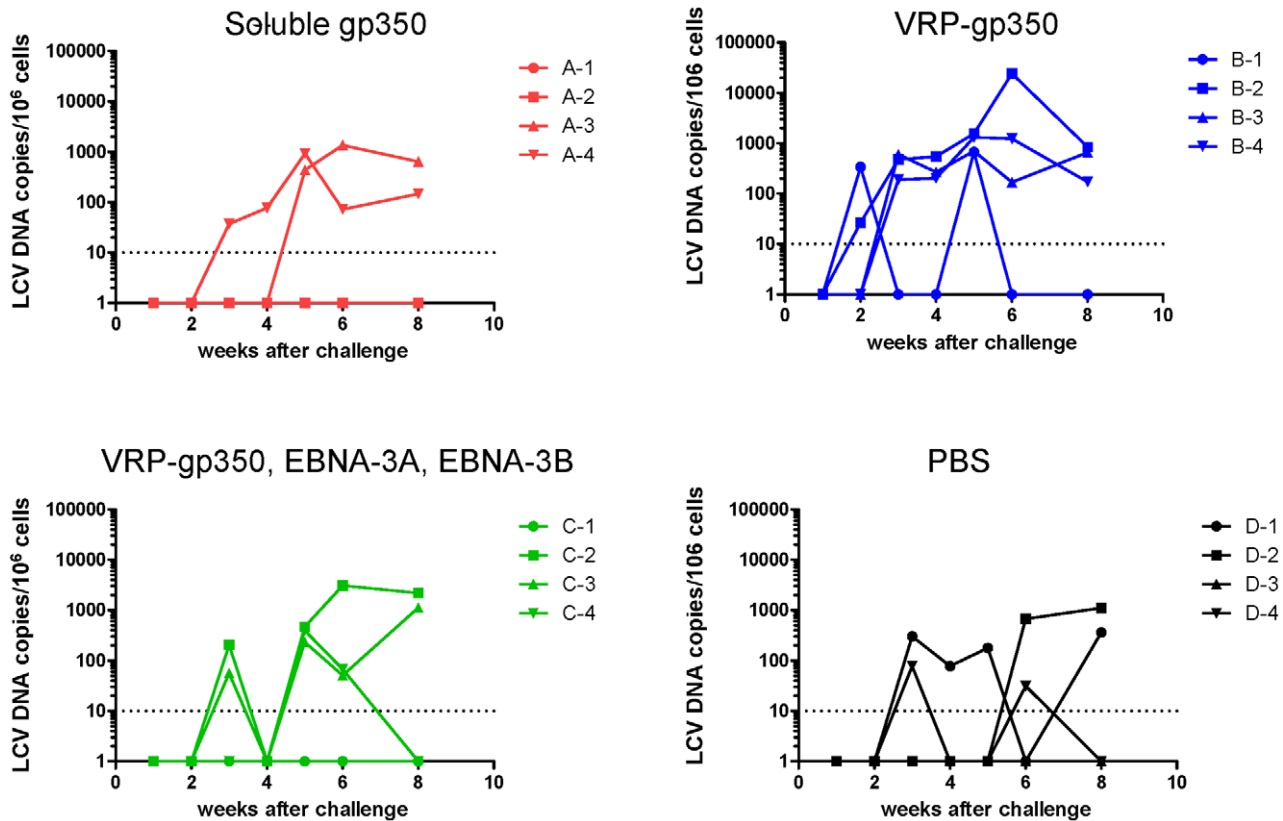 Soluble gp350
LCV DNA copies/10⁶ cells
100000
10000
1000
100
10
1
0
2
4
6
8
10
weeks after challenge
A-1
A-2
A-3
A-4
VRP-gp350
LCV DNA copies/106 cells
100000
10000
1000
100
10
1
0
2
4
6
8
10
weeks after challenge
B-1
B-2
B-3
B-4
VRP-gp350, EBNA-3A, EBNA-3B
LCV DNA copies/10⁶ cells
100000
10000
1000
100
10
1
0
2
4
6
8
10
weeks after challenge
C-1
C-2
C-3
C-4
PBS
LCV DNA copies/106 cells
100000
10000
1000
100
10
1
0
2
4
6
8
10
weeks after challenge
D-1
D-2
D-3
D-4